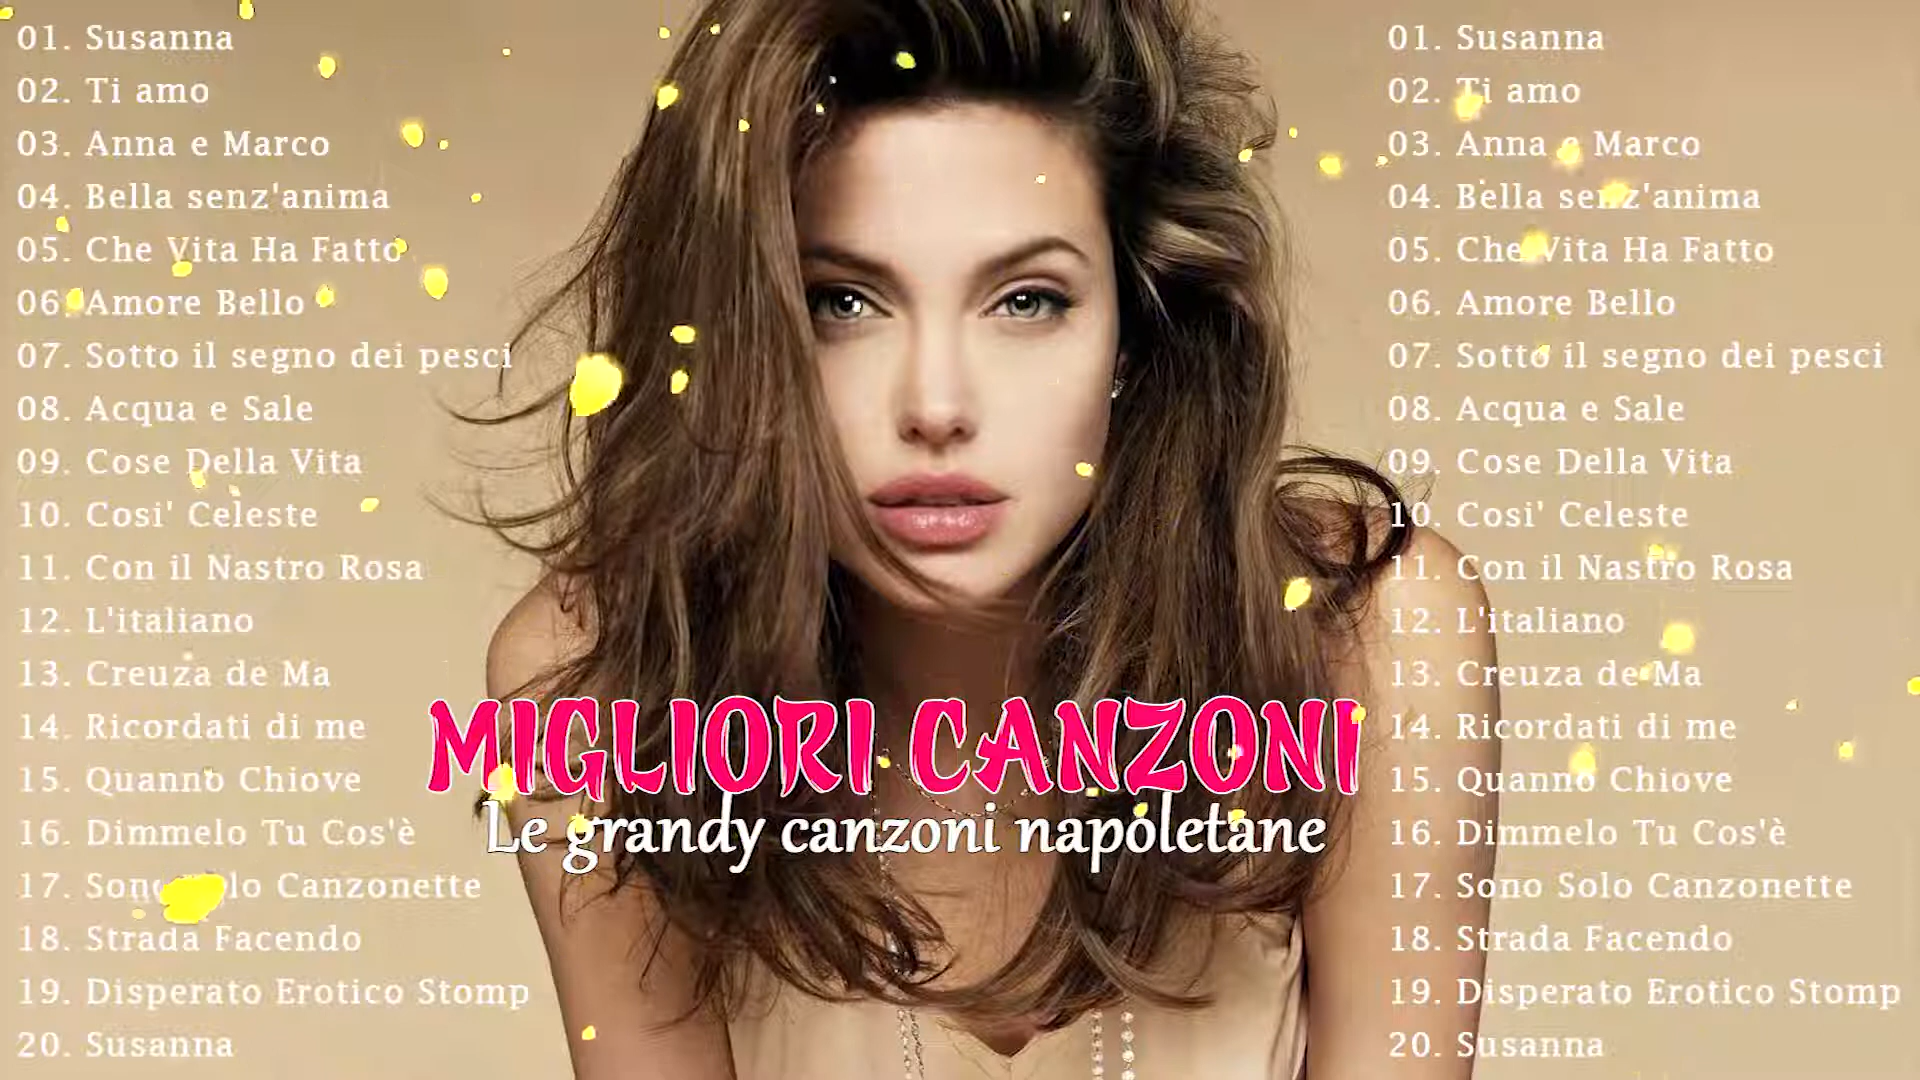 01. Susanna
02. Ti amo
03. Anna e Marco
04. Bella senz'anima
05. Che Vita Ha Fatto
06. Amore Bello
07. Sotto il segno dei pesci
08. Acqua e Sale
09. Cose Della Vita
10. Cosi' Celeste
11. Con il Nastro Rosa
12. L'italiano
13. Creuza de Ma
14. Ricordati di me
15. Quanno Chiove
16. Dimmelo Tu Cos'è
17. Sono Solo Canzonette
18. Strada Facendo
19. Disperato Erotico Stomp
20. Susanna
MIGLIORI CANZONI
Le grandy canzoni napoletane
01. Susanna
02. Ti amo
03. Anna e Marco
04. Bella senz'anima
05. Che Vita Ha Fatto
06. Amore Bello
07. Sotto il segno dei pesci
08. Acqua e Sale
09. Cose Della Vita
10. Cosi' Celeste
11. Con il Nastro Rosa
12. L'italiano
13. Creuza de Ma
14. Ricordati di me
15. Quanno Chiove
16. Dimmelo Tu Cos'è
17. Sono Solo Canzonette
18. Strada Facendo
19. Disperato Erotico Stomp
20. Susanna